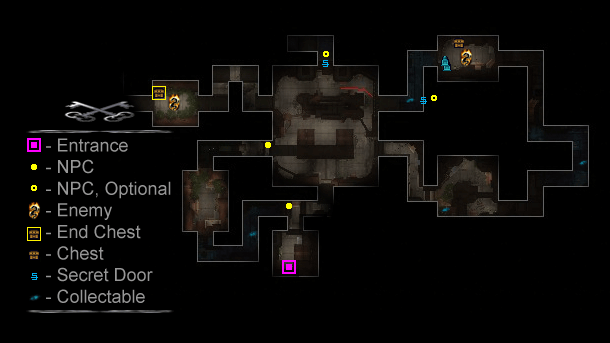 S
S
- Entrance
- NPC
- NPC, Optional
- Enemy
- End Chest
- Chest
S - Secret Door
- Collectable